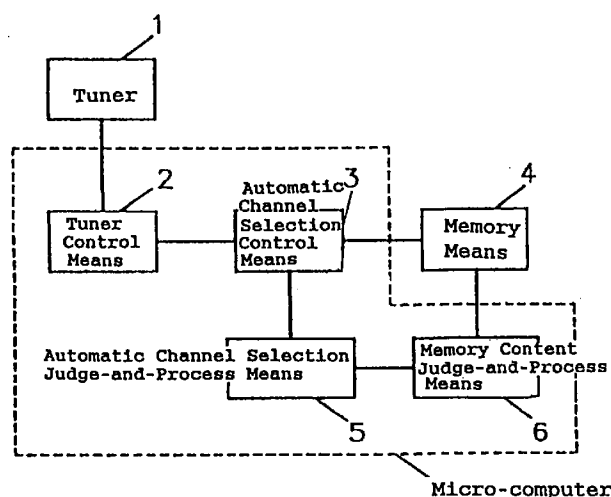 1
Tuner
2
Tuner
Control
Means
Automatic 3
Channel
Selection
Control
Means
4
Memory
Means
Automatic Channel Selection
Judge-and-Process Means
5
Memory Content
Judge-and-Process
Means
6
Micro-computer